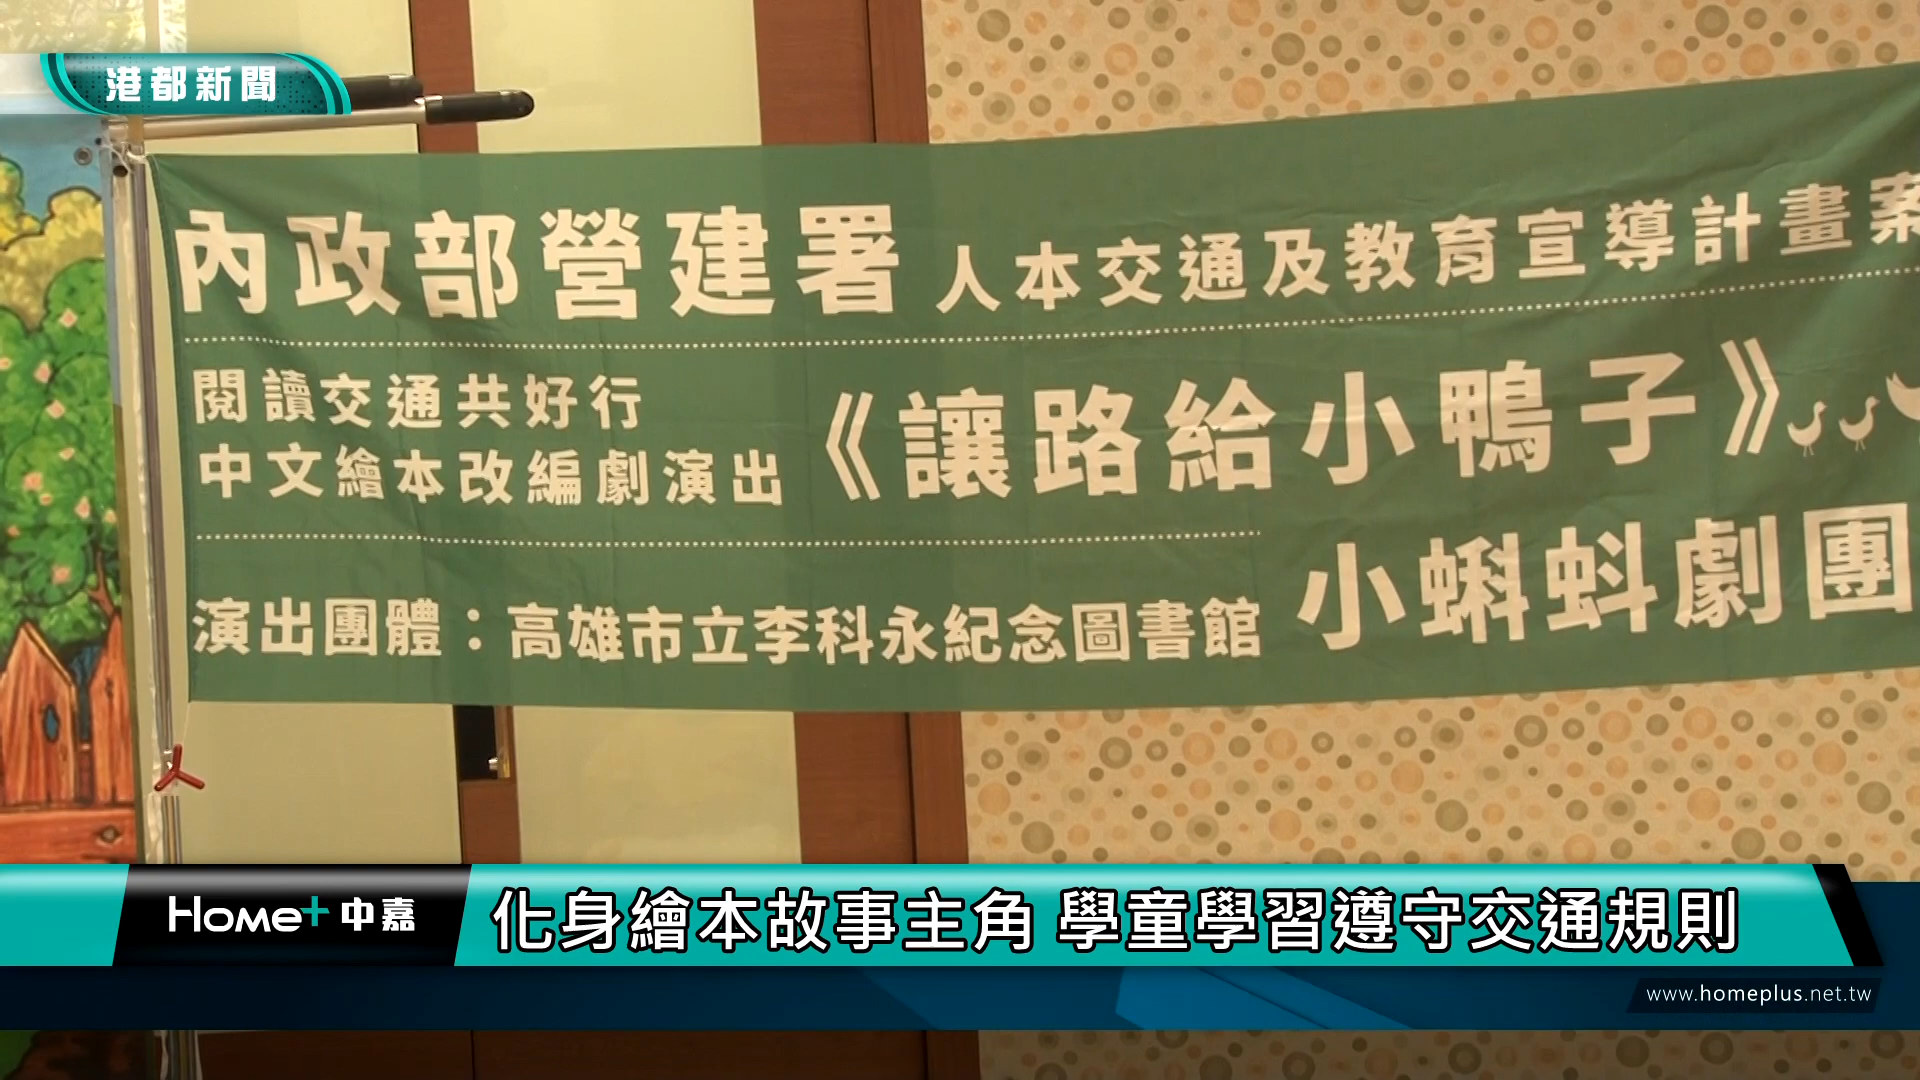 港都新聞
內政部營建署 人本交通及教育宣導計畫案
閱讀交通共好行
中文繪本改編劇演出 《讓路給小鴨子》
演出團體：高雄市立李科永紀念圖書館 小蝌蚪劇團
Home+中嘉
化身繪本故事主角 學童學習遵守交通規則
www.homeplus.net.tw